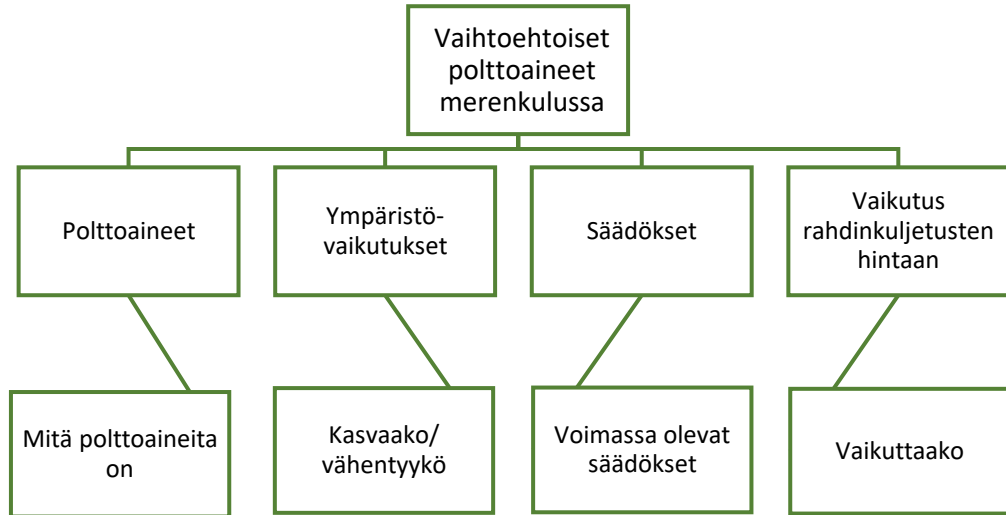 Vaihtoehtoiset
polttoaineet
merenkulussa
Polttoaineet
Ympäristö-
vaikutukset
Säädökset
Vaikutus
rahdinkuljetusten
hintaan
Mitä polttoaineita
on
Kasvaako/
vähentyykö
Voimassa olevat
säädökset
Vaikuttaako